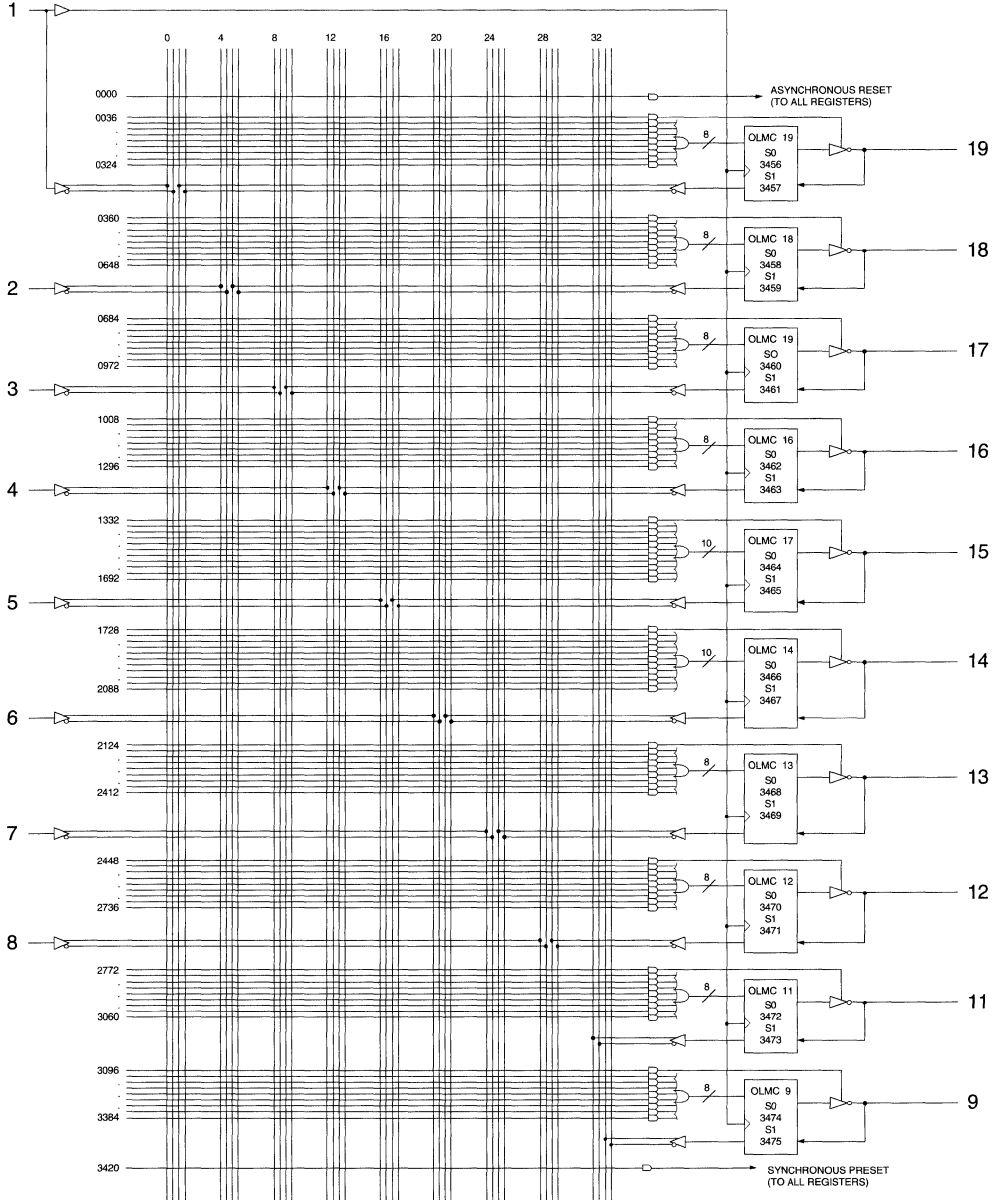 1
0 4 8 12 16 20 24 28 32
0000
ASYNCHRONOUS RESET
(TO ALL REGISTERS)
0036
0324
8
OLMC 19
S0
3456
S1
3457
19
0360
0648
8
OLMC 18
S0
3458
S1
3459
18
2
0684
0972
8
OLMC 19
SO
3460
S1
3461
17
3
1008
1296
8
OLMC 16
S0
3462
S1
3463
16
4
1332
1692
10
OLMC 17
S0
3464
S1
3465
15
5
1728
2088
10
OLMC 14
S0
3466
S1
3467
14
6
2124
2412
8
OLMC 13
S0
3468
S1
3469
13
7
2448
2736
8
OLMC 12
S0
3470
S1
3471
12
8
2772
3060
8
OLMC 11
S0
3472
S1
3473
11
3096
3384
8
OLMC 9
S0
3474
S1
3475
9
3420
SYNCHRONOUS PRESET
(TO ALL REGISTERS)